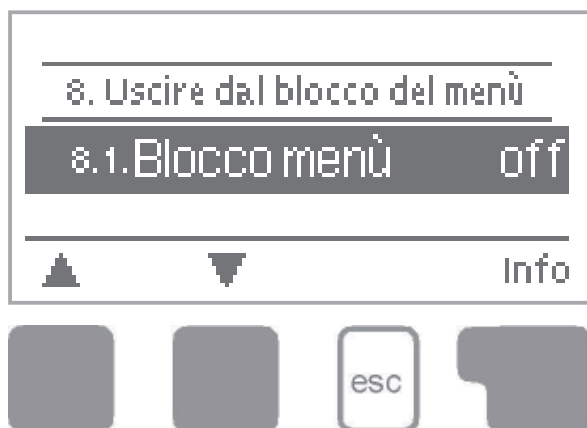 8. Uscire dal blocco del menù
8.1.Blocco menù off
Info
esc